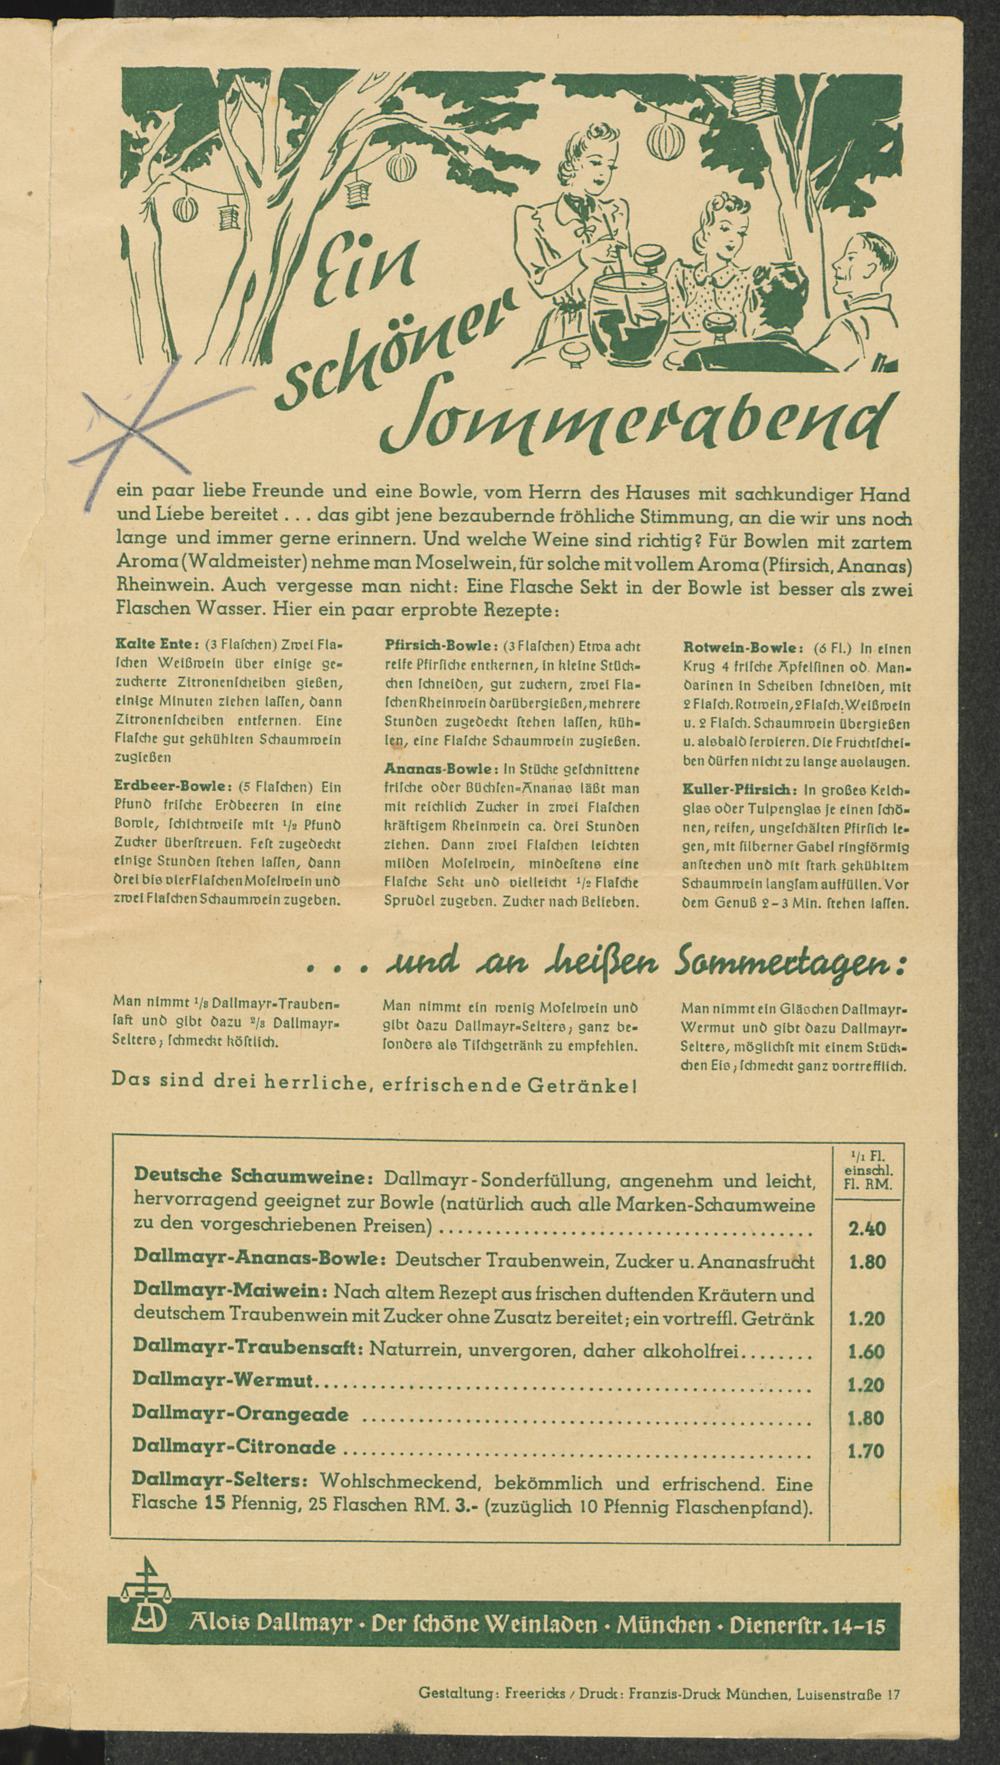 Ein
schöner
Sommerabend
ein paar liebe Freunde und eine Bowle, vom Herrn des Hauses mit sachkundiger Hand
und Liebe bereitet . . . das gibt jene bezaubernde fröhliche Stimmung, an die wir uns noch
lange und immer gerne erinnern. Und welche Weine sind richtig? Für Bowlen mit zartem
Aroma (Waldmeister) nehme man Moselwein, für solche mit vollem Aroma (Pfirsich, Ananas)
Rheinwein. Auch vergesse man nicht: Eine Flasche Sekt in der Bowle ist besser als zwei
Flaschen Wasser. Hier ein paar erprobte Rezepte:
Kalte Ente: (3 Flaſchen) Zwei Fla-
ſchen Weißwein über einige ge-
zuckerte Zitronenſcheiben gießen,
einige Minuten ziehen laſſen, dann
Zitronenſcheiben entfernen. Eine
Flaſche gut gekühlten Schaumwein
zugießen
Erdbeer-Bowle: (5 Flaſchen) Ein
Pfund friſche Erdbeeren in eine
Bowle, ſchichtweiſe mit 1/2 Pfund
Zucker überſtreuen. Feſt zugedeckt
einige Stunden ſtehen laſſen, dann
drei bis vier Flaſchen Moſelwein und
zwei Flaſchen Schaumwein zugeben.
Pfirsich-Bowle: (3 Flaſchen) Etwa acht
reife Pfirſiche entkernen, in kleine Stück-
chen ſchneiden, gut zuckern, zwei Fla-
ſchen Rheinwein darübergießen, mehrere
Stunden zugedeckt ſtehen laſſen, küh-
len, eine Flaſche Schaumwein zugießen.
Ananas-Bowle: In Stücke geſchnittene
friſche oder Büchſen-Ananas läßt man
mit reichlich Zucker in zwei Flaſchen
kräftigem Rheinwein ca. drei Stunden
ziehen. Dann zwei Flaſchen leichten
milden Moſelwein, mindeſtens eine
Flaſche Sekt und vielleicht 1/2 Flaſche
Sprudel zugeben. Zucker nach Belieben.
Rotwein-Bowle: (6 Fl.) In einen
Krug 4 friſche Apfelſinen od. Man-
darinen in Scheiben ſchneiden, mit
2 Flaſch. Rotwein, 2 Flaſch. Weißwein
u. 2 Flaſch. Schaumwein übergießen
u. alsbald ſervieren. Die Fruchtſchei-
ben dürfen nicht zu lange auslaugen.
Kuller-Pfirsich: In großes Kelch-
glas oder Tulpenglas je einen ſchö-
nen, reifen, ungeſchälten Pfirſich le-
gen, mit ſilberner Gabel ringförmig
anſtechen und mit ſtark gekühltem
Schaumwein langſam auffüllen. Vor
dem Genuß 2-3 Min. ſtehen laſſen.
. . . und an heißen Sommertagen:
Man nimmt 1/3 Dallmayr-Trauben-
ſaft und gibt dazu 2/3 Dallmayr-
Selters; ſchmeckt köſtlich.
Man nimmt ein wenig Moſelwein und
gibt dazu Dallmayr-Selters; ganz be-
ſonders als Tiſchgetränk zu empfehlen.
Man nimmt ein Gläschen Dallmayr-
Wermut und gibt dazu Dallmayr-
Selters, möglichſt mit einem Stück-
chen Eis; ſchmeckt ganz vortrefflich.
Das sind drei herrliche, erfrischende Getränke!
1/1 Fl.
einschl.
Fl. RM.
Deutsche Schaumweine: Dallmayr-Sonderfüllung, angenehm und leicht,
hervorragend geeignet zur Bowle (natürlich auch alle Marken-Schaumweine
zu den vorgeschriebenen Preisen) . . . . . . . . . . 2.40
Dallmayr-Ananas-Bowle: Deutscher Traubenwein, Zucker u. Ananasfrucht 1.80
Dallmayr-Maiwein: Nach altem Rezept aus frischen duftenden Kräutern und
deutschem Traubenwein mit Zucker ohne Zusatz bereitet; ein vortreffl. Getränk 1.20
Dallmayr-Traubensaft: Naturrein, unvergoren, daher alkoholfrei........ 1.60
Dallmayr-Wermut. . . . . . . . . . 1.20
Dallmayr-Orangeade . . . . . . . . . . 1.80
Dallmayr-Citronade . . . . . . . . . . 1.70
Dallmayr-Selters: Wohlschmeckend, bekömmlich und erfrischend. Eine
Flasche 15 Pfennig, 25 Flaschen RM. 3.- (zuzüglich 10 Pfennig Flaschenpfand).
AD Alois Dallmayr · Der ſchöne Weinladen · München · Dienerſtr. 14-15
Gestaltung: Freericks / Druck: Franzis-Druck München, Luisenstraße 17